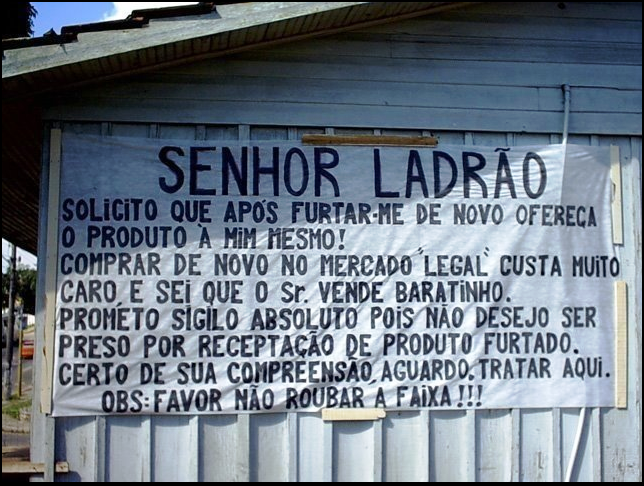 SENHOR LADRÃO
SOLiCITO QUE APÓS FURTAR-ME DE NOVO OFEREÇA
O PRODUTO À MIM MESMO!
COMPRAR DE NOVO NO MERCADO "LEGAL" CUSTA MUITO
CARO E SEI QUE O Sr. VENDE BARATINHO.
PROMÉTO SIGILO ABSOLUTO POIS NÃO DESEJO SER
PRESO POR RECEPTAÇÃO DE PRODUTO FURTADO.
CERTO DE SUA COMPREENSÃO, AGUARDO. TRATAR AQUI.
OBS: FAVOR NÃO ROUBAR A FAIXA!!!